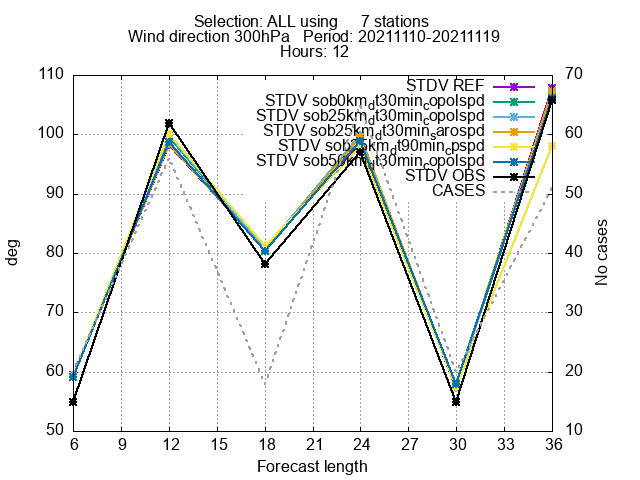 Selection: ALL using 7 stations
Wind direction 300hPa Period: 20211110-20211119
Hours: 12
110
100
90
80
70
60
50
deg
70
60
50
40
30
20
10
No cases
STDV REF
STDV sob0km_dt30min_copolspd
STDV sob25km_dt30min_copolspd
STDV sob25km_dt30min_sarospd
STDV
STDV
STDV OBS
CASES
6 9 12 15 18 21 24 27 30 33 36
Forecast length